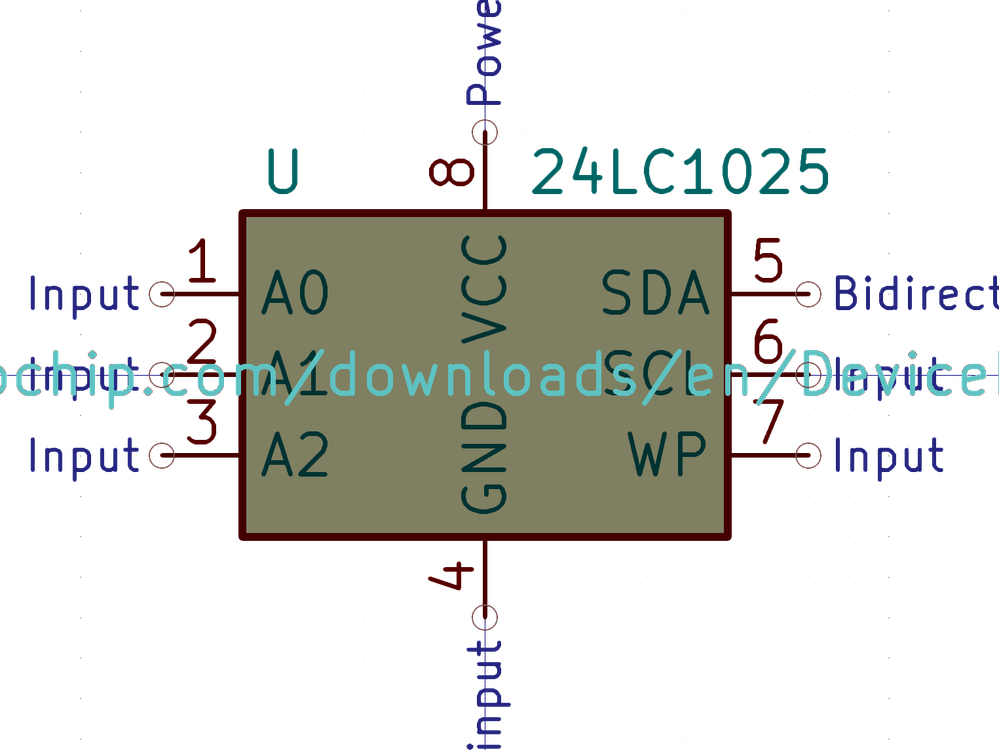 Powe
8
U
24LC1025
VCC
1
5
Input
A0
SDA
Bidirect
2
6
Input
A1
SCL
Input
ochip.com/downloads/en/Device
3
7
Input
A2
WP
Input
GND
4
input